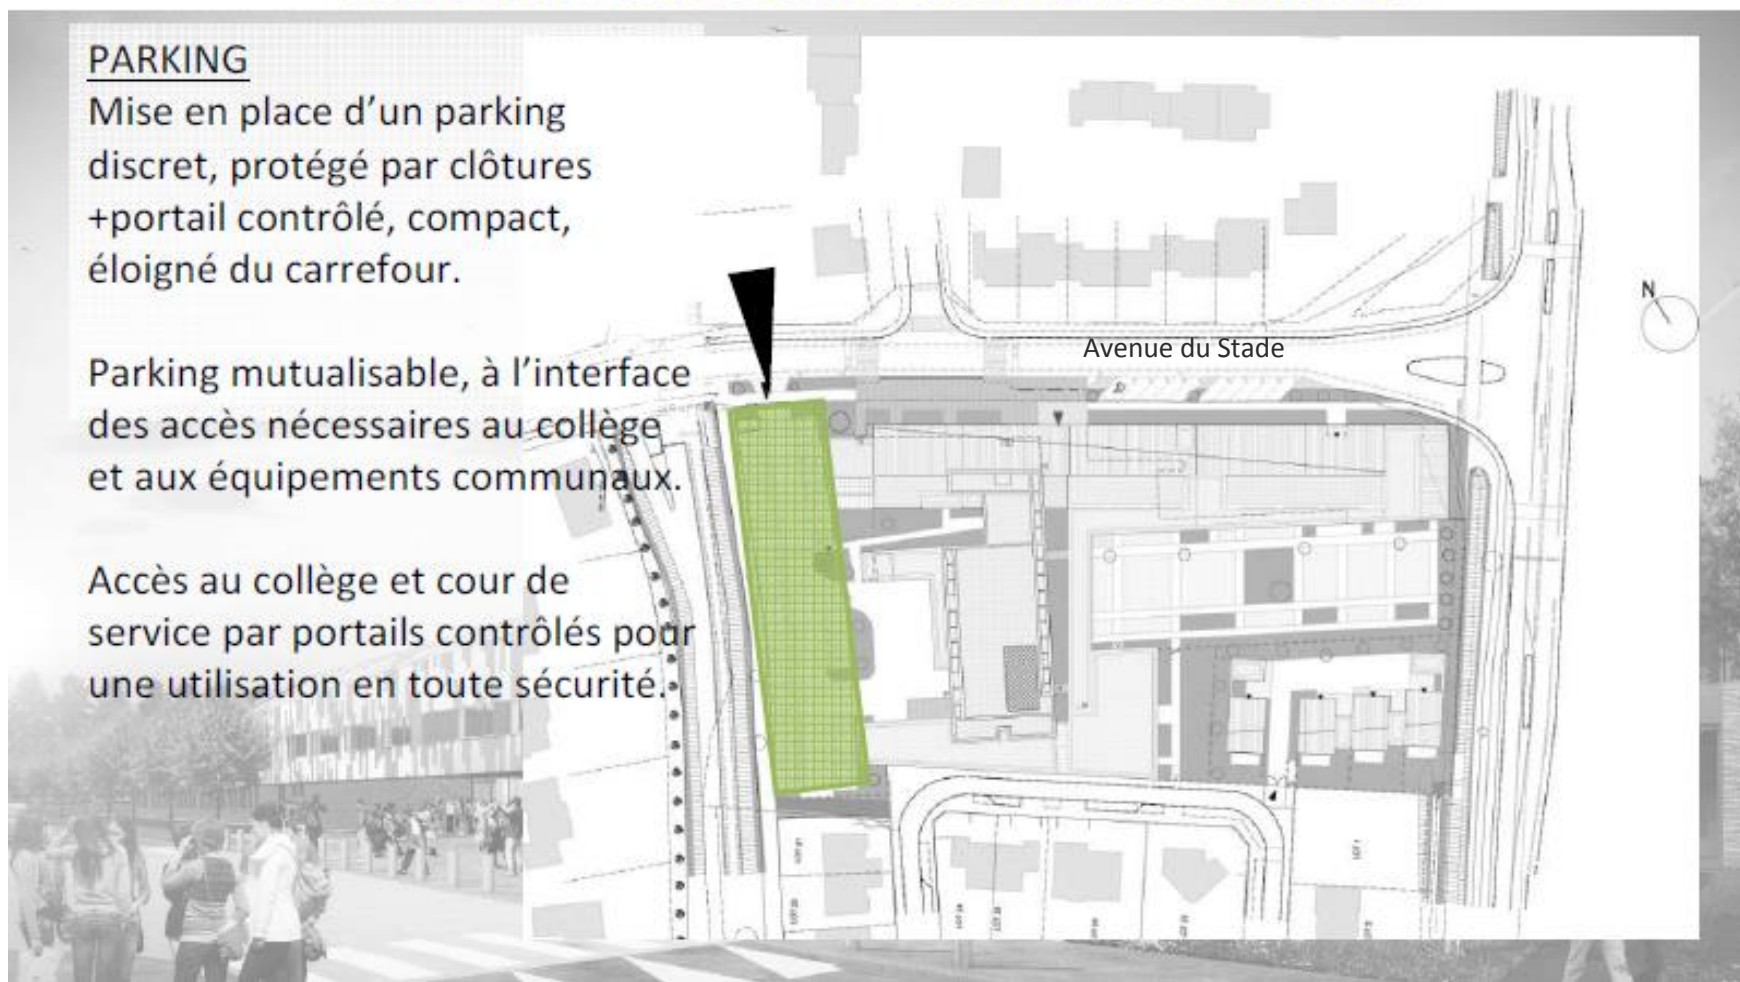 PARKING
Mise en place d’un parking
discret, protégé par clôtures
+portail contrôlé, compact,
éloigné du carrefour.
Parking mutualisable, à l’interface
des accès nécessaires au collège
et aux équipements communaux.
Accès au collège et cour de
service par portails contrôlés pour
une utilisation en toute sécurité.
Avenue du Stade
N
LOT 1